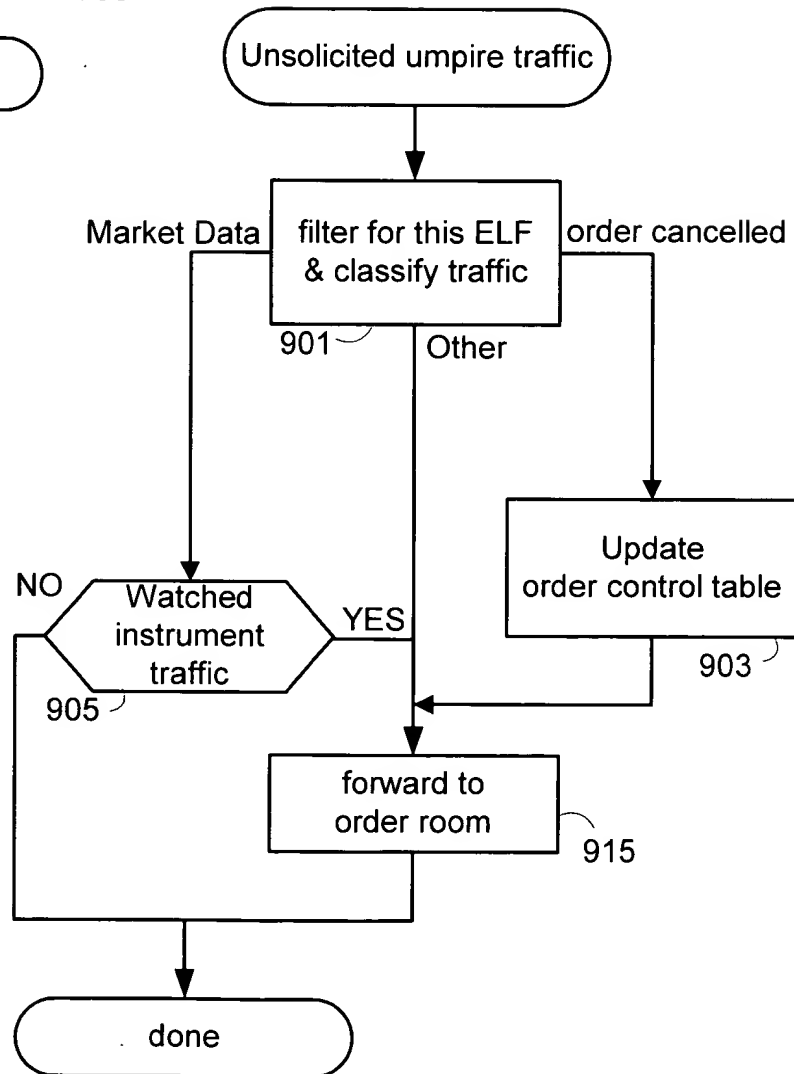 Unsolicited umpire traffic
Market Data
filter for this ELF
& classify traffic
order cancelled
901
Other
Update
order control table
903
NO
Watched
instrument
traffic
YES
905
forward to
order room
915
done